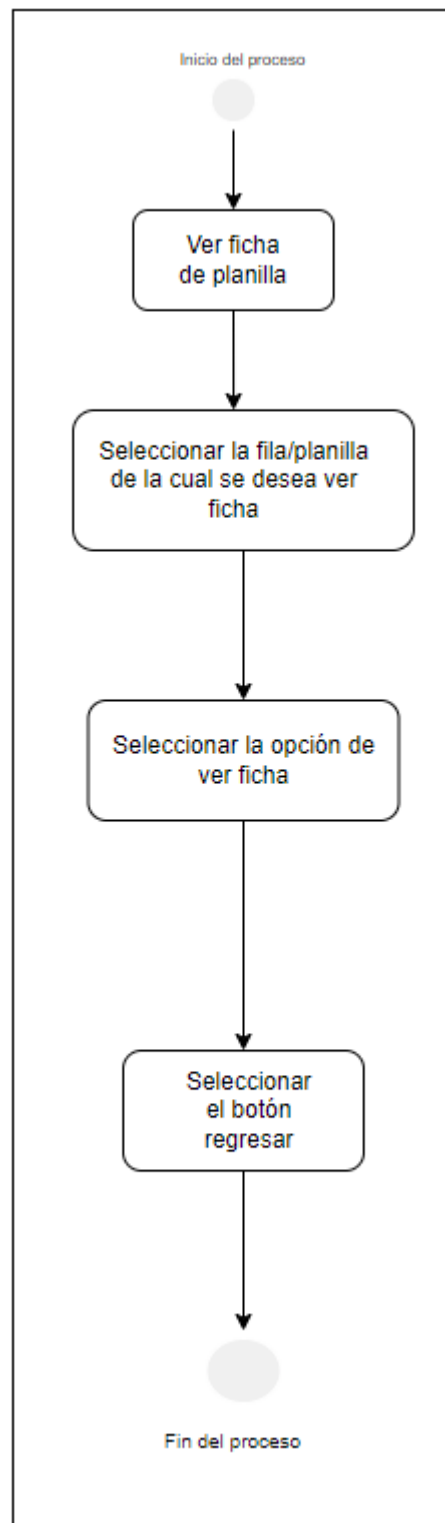 Inicio del proceso
Ver ficha
de planilla
Seleccionar la fila/planilla
de la cual se desea ver
ficha
Seleccionar la opción de
ver ficha
Seleccionar
el botón
regresar
Fin del proceso